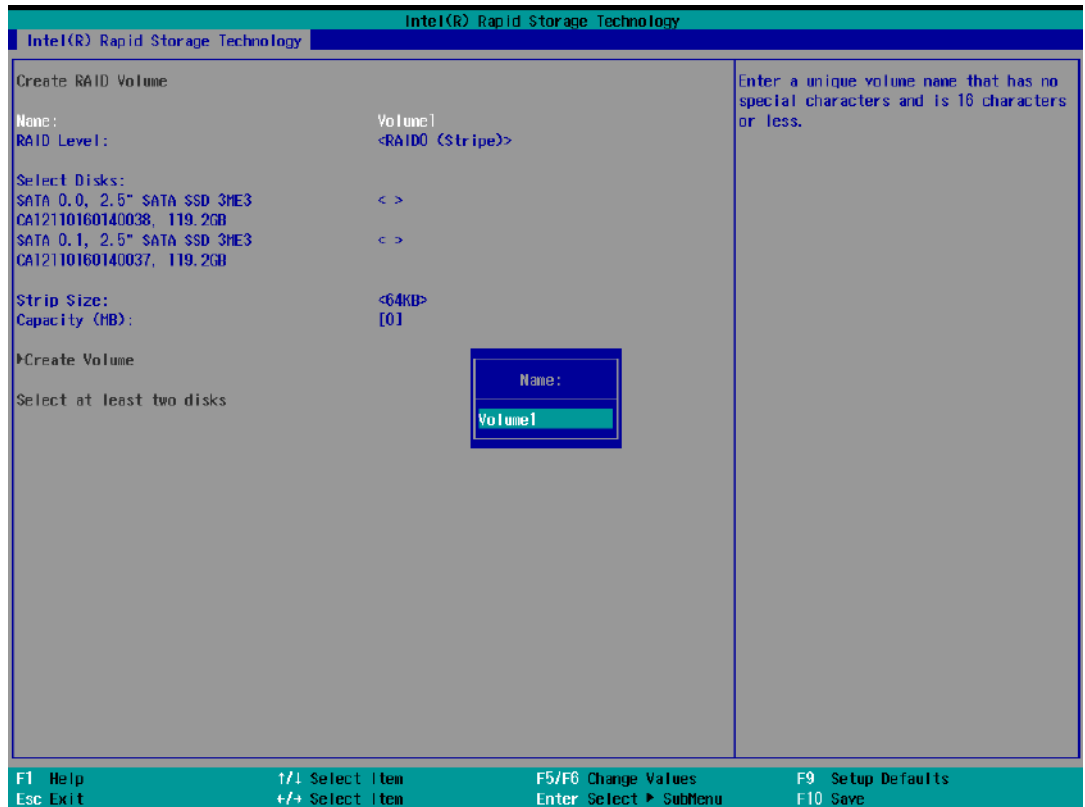 Intel(R) Rapid Storage Technology
Intel(R) Rapid Storage Technology
Create RAID Volume
Name: Volume1
RAID Level: <RAID0 (Stripe)>
Select Disks:
SATA 0.0, 2.5" SATA SSD 3ME3 < >
CA12110160140038, 119.2GB
SATA 0.1, 2.5" SATA SSD 3ME3 < >
CA12110160140037, 119.2GB
Strip Size: <64KB>
Capacity (MB): [0]
▶Create Volume
Select at least two disks
Name:
Volume1
Enter a unique volume name that has no
special characters and is 16 characters
or less.
F1 Help ↑/↓ Select Item F5/F6 Change Values F9 Setup Defaults
Esc Exit ←/→ Select Item Enter Select ▶ SubMenu F10 Save